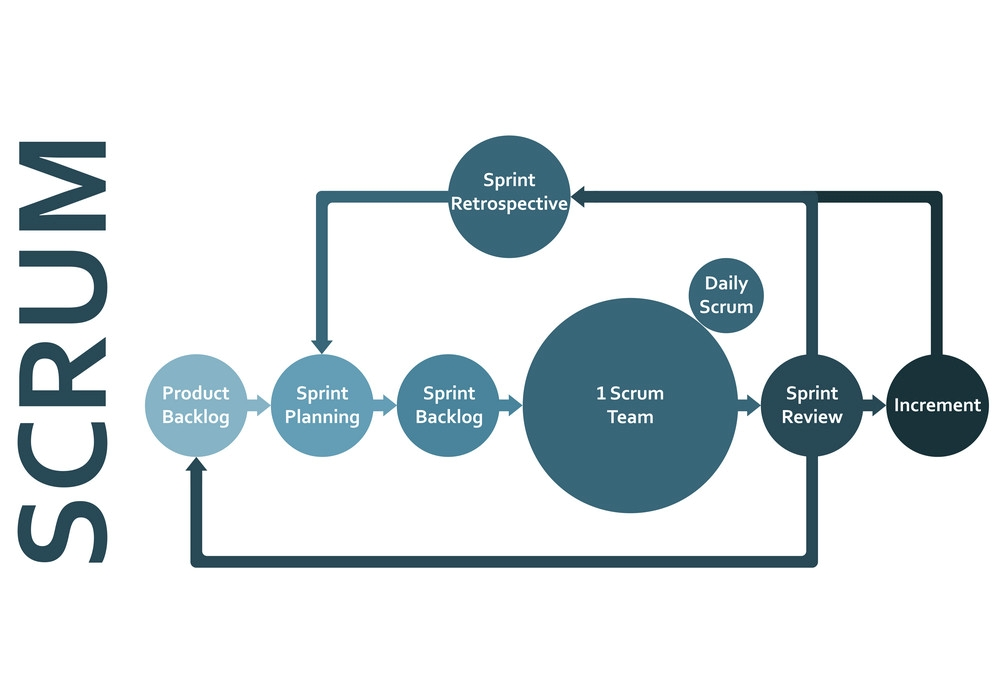 SCRUM
Sprint
Retrospective
Daily
Scrum
Product
Backlog
Sprint
Planning
Sprint
Backlog
1 Scrum
Team
Sprint
Review
Increment